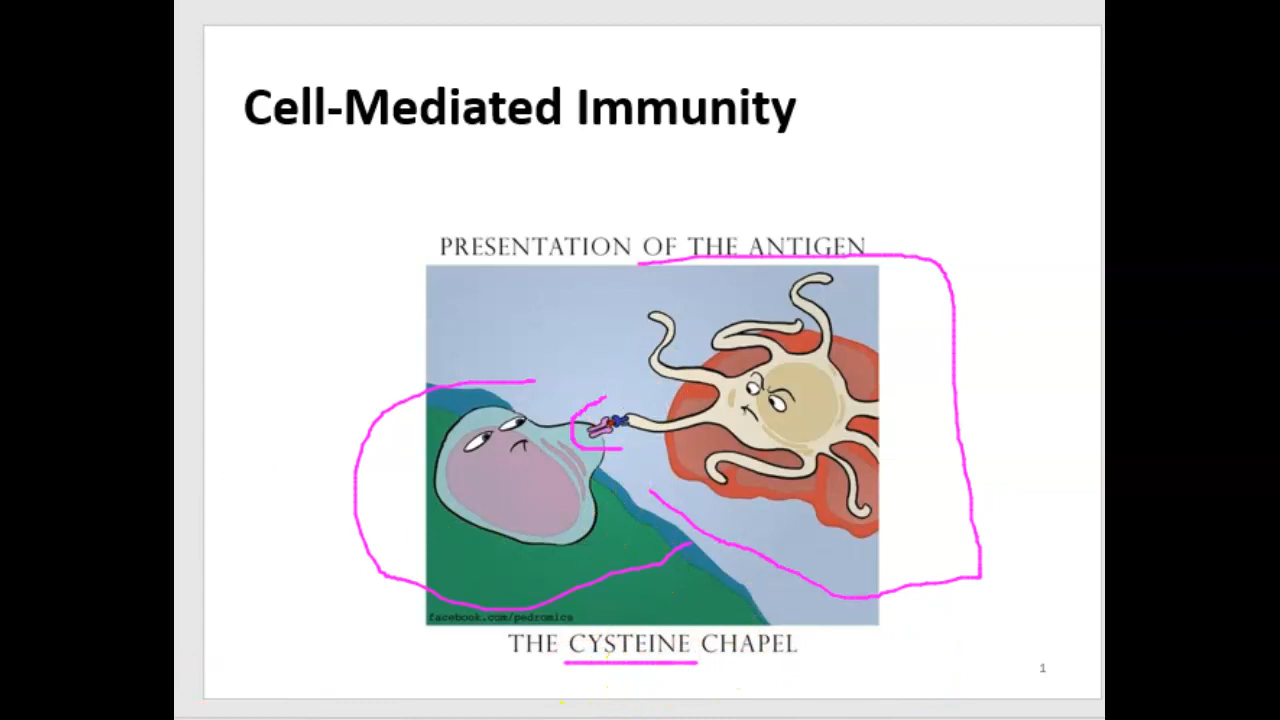 Cell-Mediated Immunity
PRESENTATION OF THE ANTIGEN
facebook.com/pedromics
THE CYSTEINE CHAPEL
1